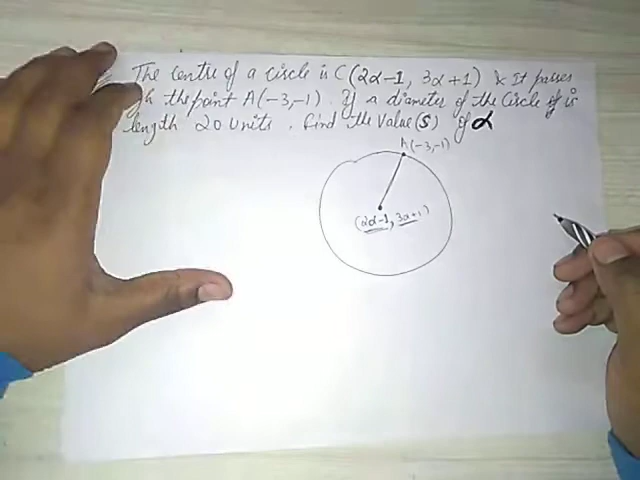 The Centre of a circle is C(2α-1, 3α+1) & It passes
the point A(-3,-1). If a diameter of the Circle is
length 20 Units, find the Value(s) of α
A(-3,-1)
(2α-1, 3α+1)